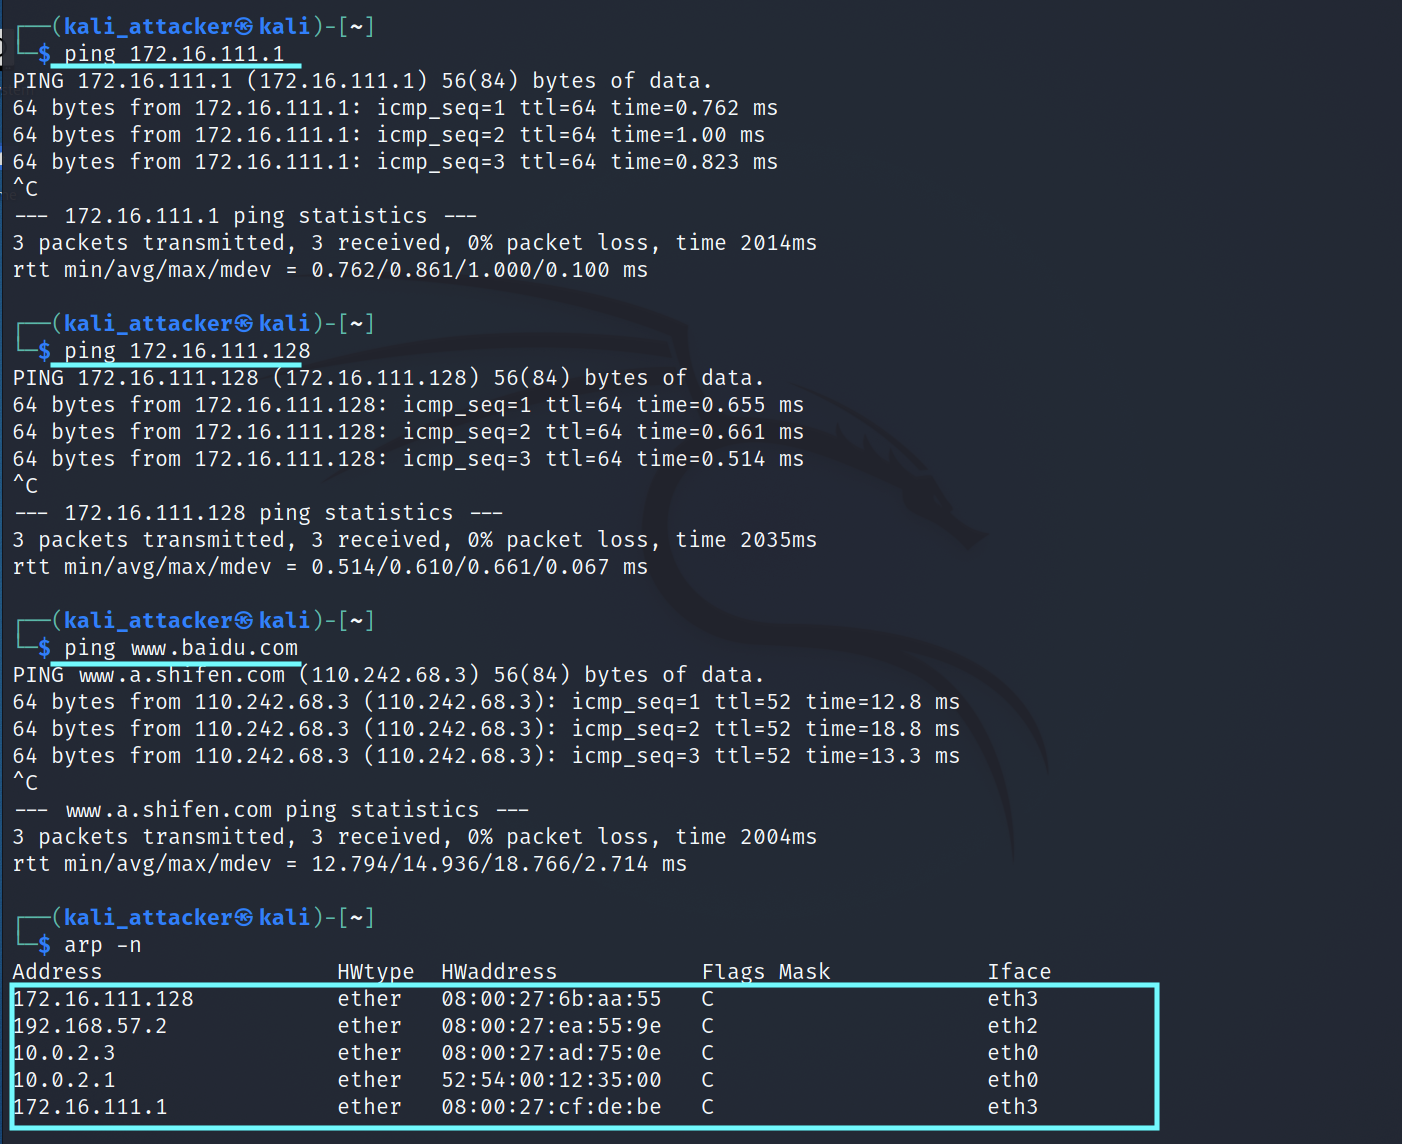 ┌──(kali_attacker㉿kali)-[~]
└─$ ping 172.16.111.1
PING 172.16.111.1 (172.16.111.1) 56(84) bytes of data.
64 bytes from 172.16.111.1: icmp_seq=1 ttl=64 time=0.762 ms
64 bytes from 172.16.111.1: icmp_seq=2 ttl=64 time=1.00 ms
64 bytes from 172.16.111.1: icmp_seq=3 ttl=64 time=0.823 ms
^C
--- 172.16.111.1 ping statistics ---
3 packets transmitted, 3 received, 0% packet loss, time 2014ms
rtt min/avg/max/mdev = 0.762/0.861/1.000/0.100 ms
┌──(kali_attacker㉿kali)-[~]
└─$ ping 172.16.111.128
PING 172.16.111.128 (172.16.111.128) 56(84) bytes of data.
64 bytes from 172.16.111.128: icmp_seq=1 ttl=64 time=0.655 ms
64 bytes from 172.16.111.128: icmp_seq=2 ttl=64 time=0.661 ms
64 bytes from 172.16.111.128: icmp_seq=3 ttl=64 time=0.514 ms
^C
--- 172.16.111.128 ping statistics ---
3 packets transmitted, 3 received, 0% packet loss, time 2035ms
rtt min/avg/max/mdev = 0.514/0.610/0.661/0.067 ms
┌──(kali_attacker㉿kali)-[~]
└─$ ping www.baidu.com
PING www.a.shifen.com (110.242.68.3) 56(84) bytes of data.
64 bytes from 110.242.68.3 (110.242.68.3): icmp_seq=1 ttl=52 time=12.8 ms
64 bytes from 110.242.68.3 (110.242.68.3): icmp_seq=2 ttl=52 time=18.8 ms
64 bytes from 110.242.68.3 (110.242.68.3): icmp_seq=3 ttl=52 time=13.3 ms
^C
--- www.a.shifen.com ping statistics ---
3 packets transmitted, 3 received, 0% packet loss, time 2004ms
rtt min/avg/max/mdev = 12.794/14.936/18.766/2.714 ms
┌──(kali_attacker㉿kali)-[~]
└─$ arp -n
Address HWtype HWaddress Flags Mask Iface
172.16.111.128 ether 08:00:27:6b:aa:55 C eth3
192.168.57.2 ether 08:00:27:ea:55:9e C eth2
10.0.2.3 ether 08:00:27:ad:75:0e C eth0
10.0.2.1 ether 52:54:00:12:35:00 C eth0
172.16.111.1 ether 08:00:27:cf:de:be C eth3